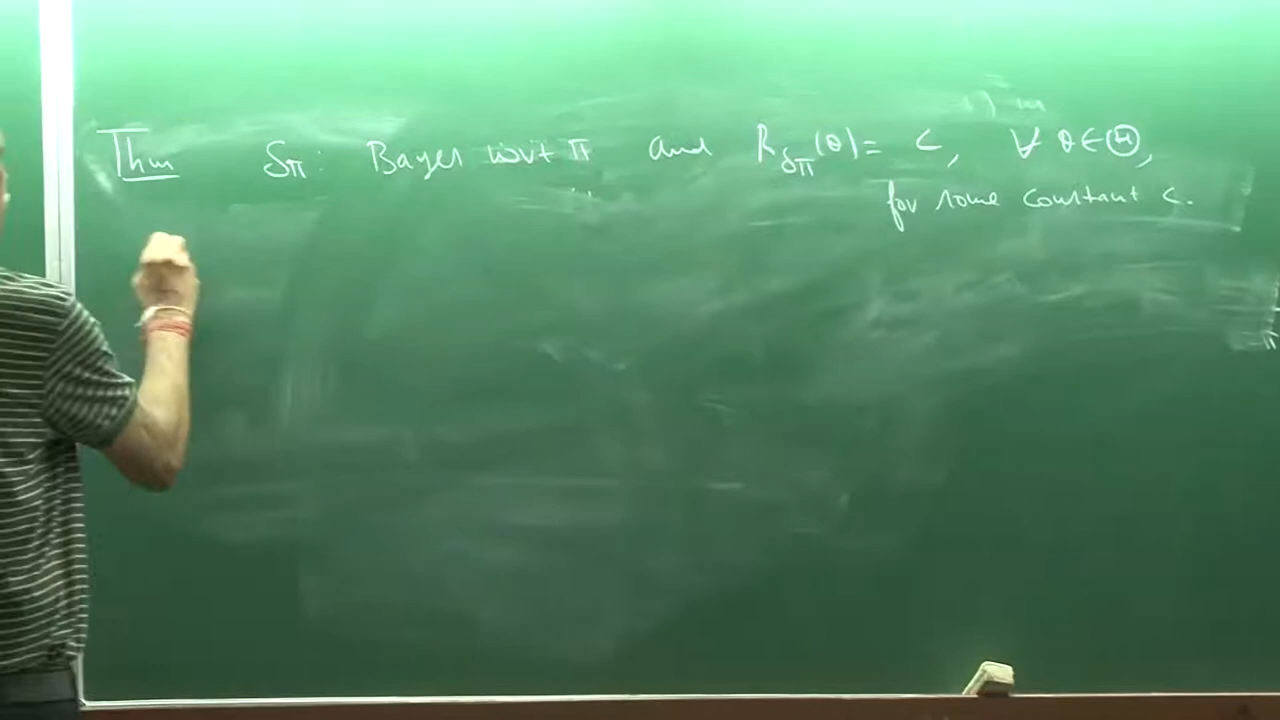 Thm δπ: Bayes wrt π and R_δπ(θ) = c, ∀ θ ∈ Θ,
for some constant c.